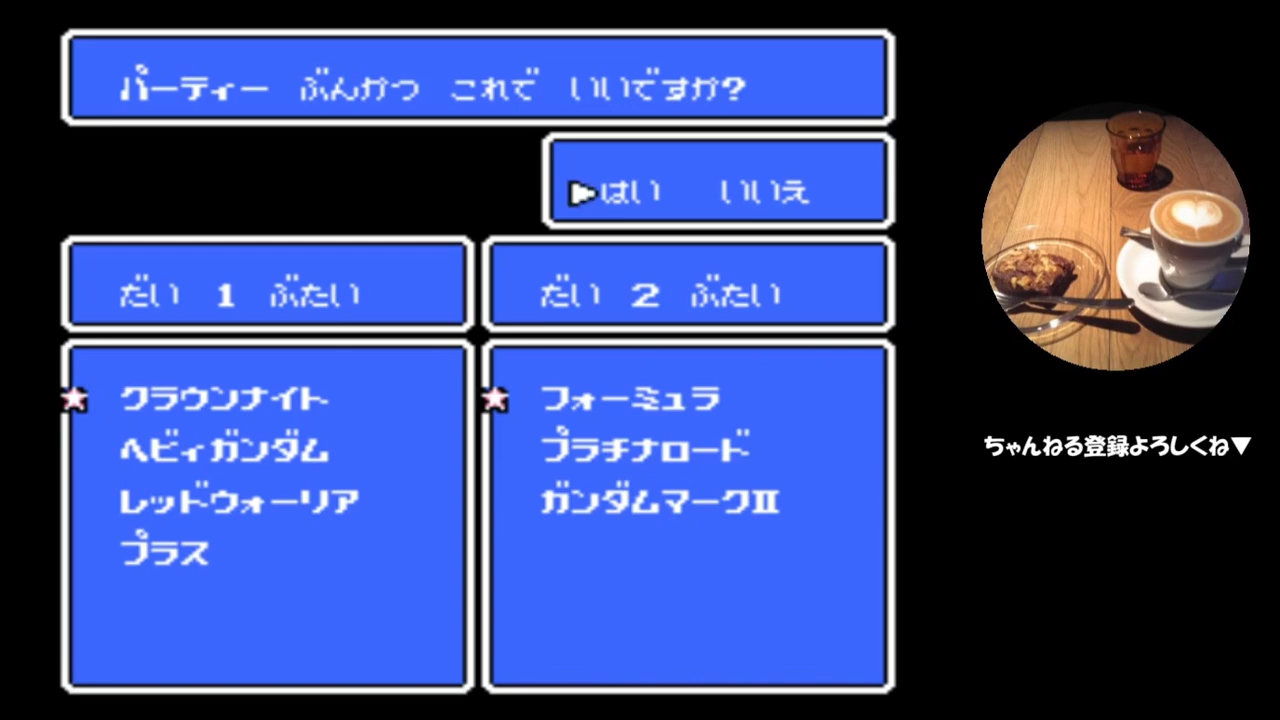 パーティー ぶんかつ これで いいですか?
▶はい いいえ
だい 1 ぶたい
だい 2 ぶたい
★クラウンナイト
ヘビィガンダム
レッドウォーリア
プラス
★フォーミュラ
プラチナロード
ガンダムマークⅡ
ちゃんねる登録よろしくね▼